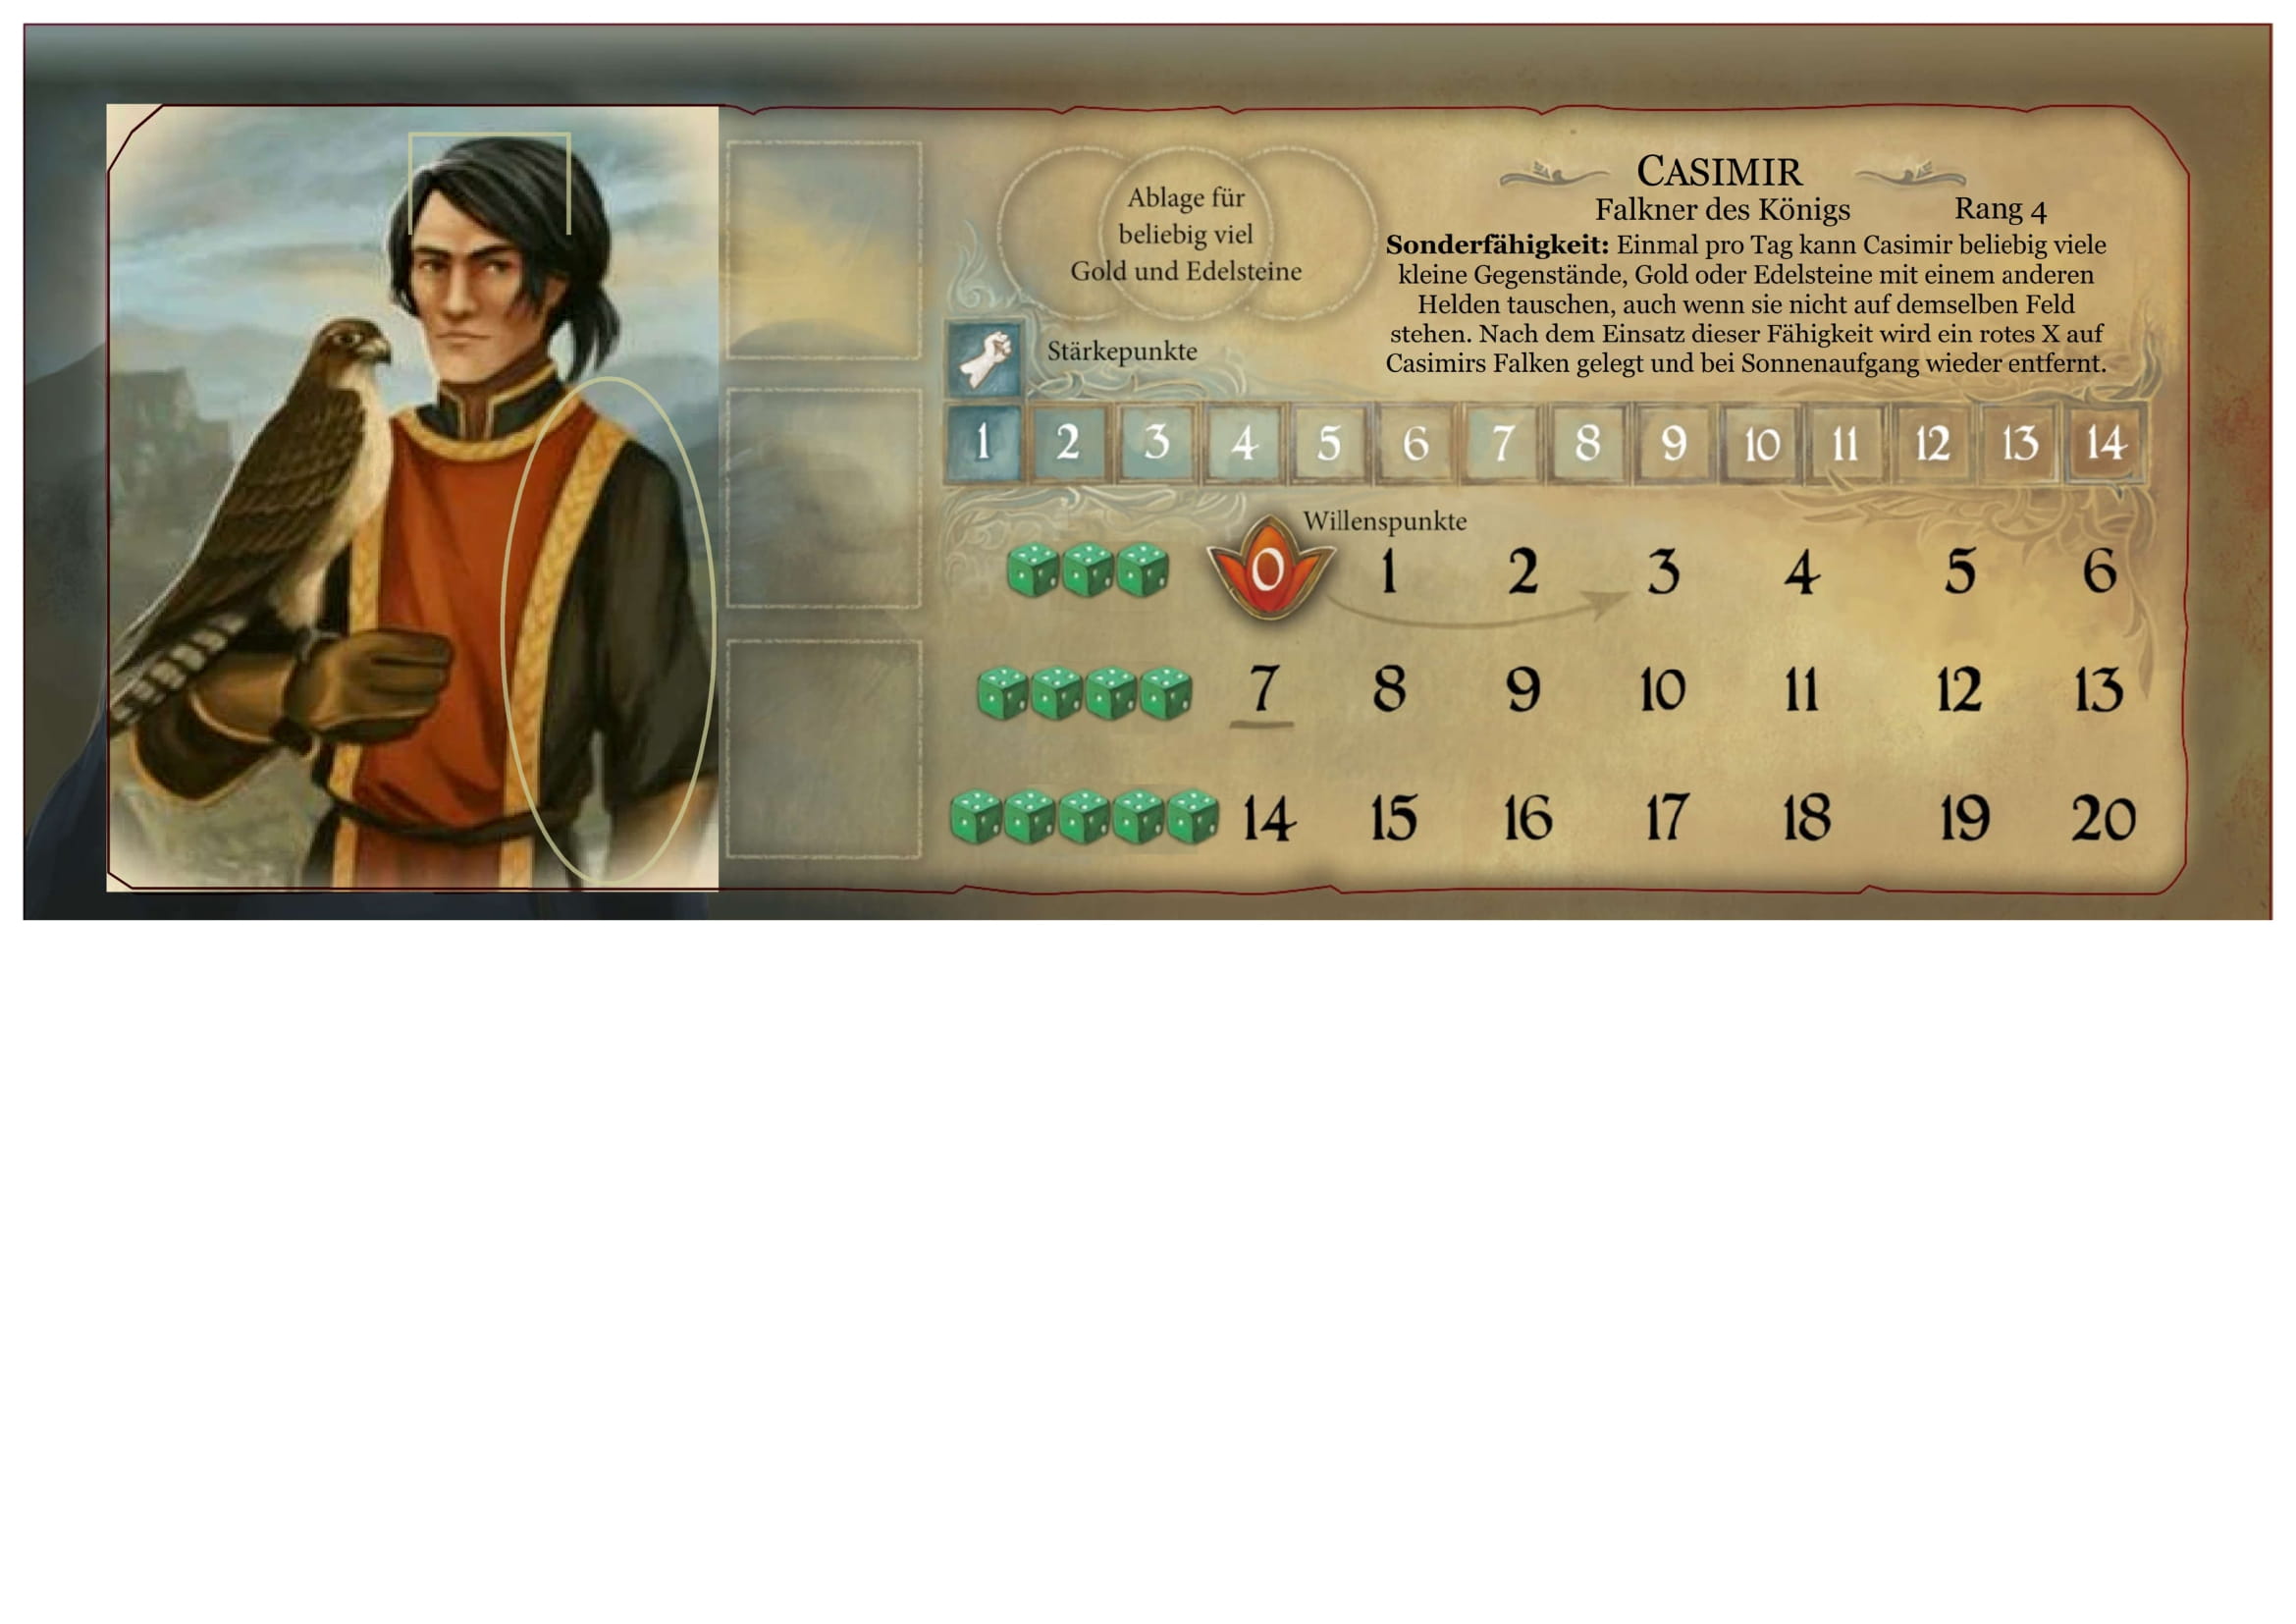 Ablage für
beliebig viel
Gold und Edelsteine
CASIMIR
Falkner des Königs
Rang 4
Sonderfähigkeit: Einmal pro Tag kann Casimir beliebig viele
kleine Gegenstände, Gold oder Edelsteine mit einem anderen
Helden tauschen, auch wenn sie nicht auf demselben Feld
stehen. Nach dem Einsatz dieser Fähigkeit wird ein rotes X auf
Casimirs Falken gelegt und bei Sonnenaufgang wieder entfernt.
Stärkepunkte
1 2 3 4 5 6 7 8 9 10 11 12 13 14
Willenspunkte
0 1 2 3 4 5 6
7 8 9 10 11 12 13
14 15 16 17 18 19 20